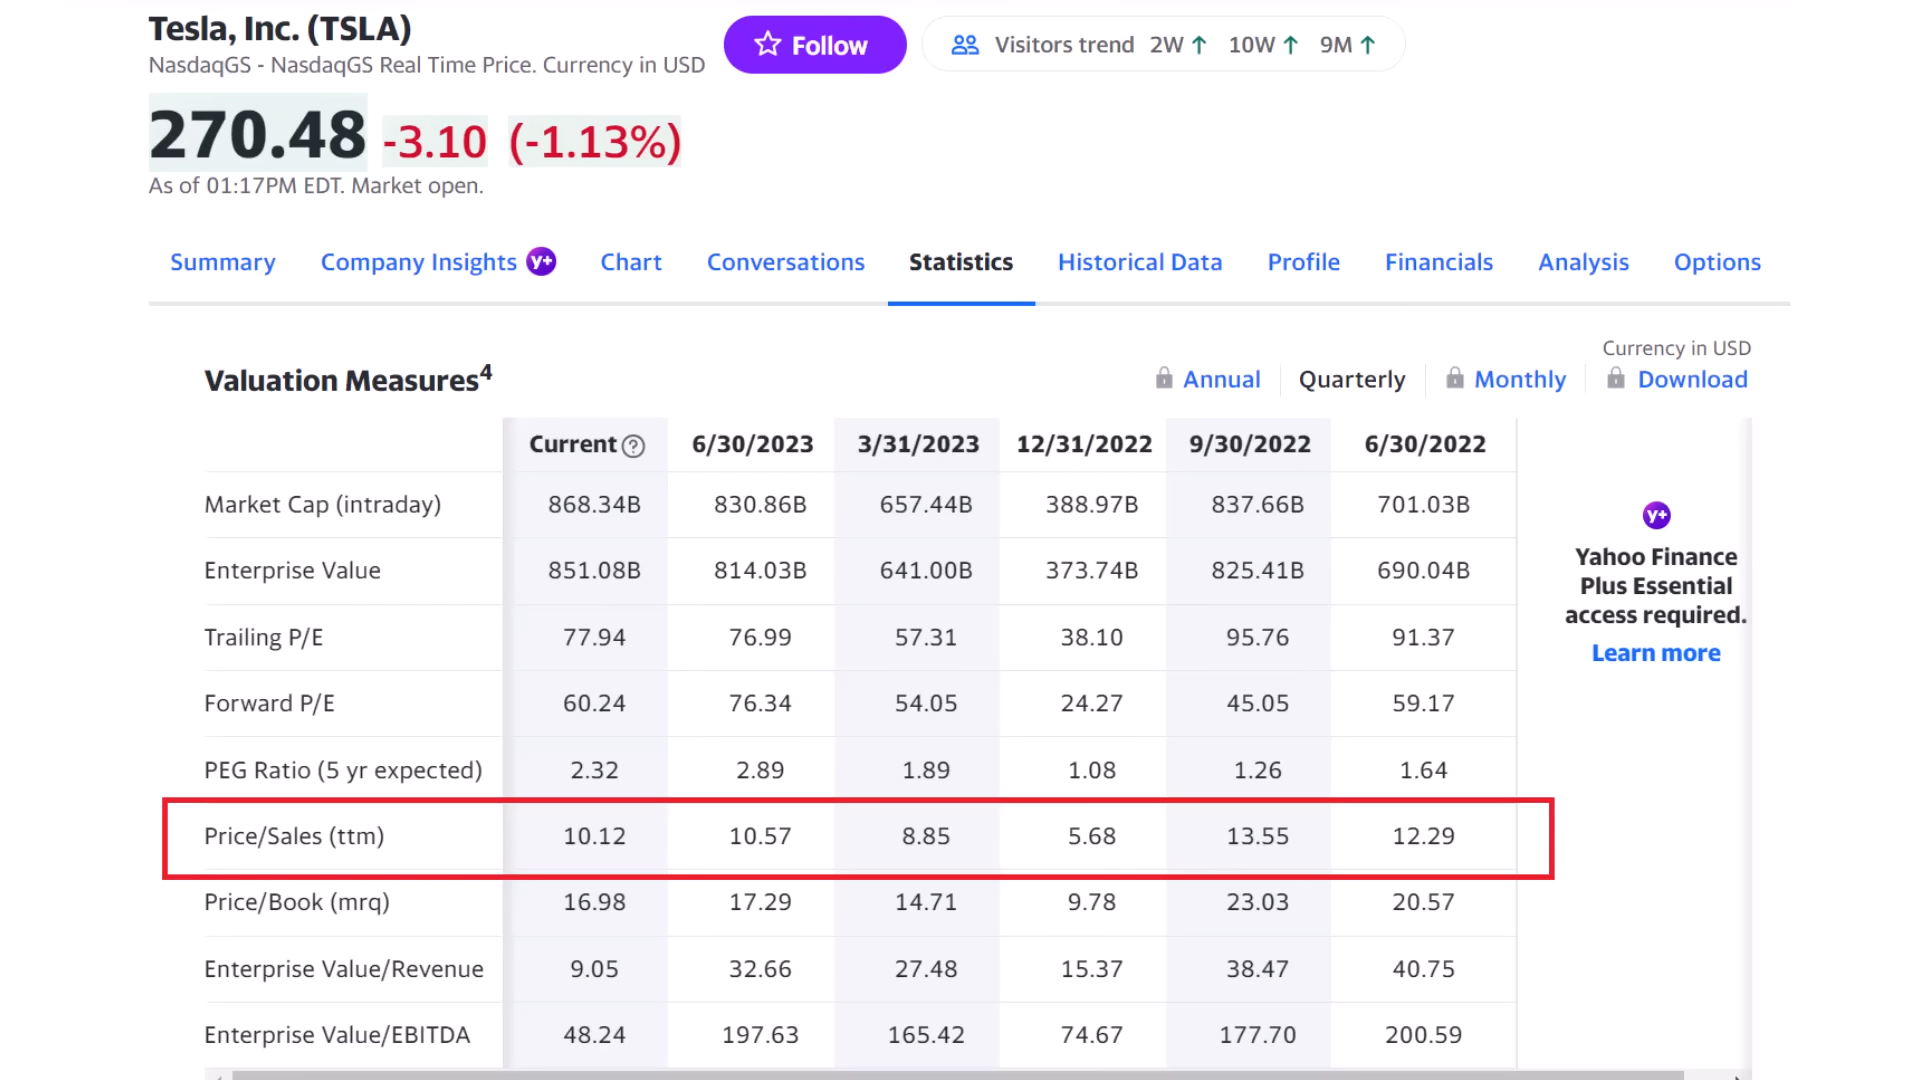 Tesla, Inc. (TSLA)
NasdaqGS - NasdaqGS Real Time Price. Currency in USD
Follow
Visitors trend 2W ↑ 10W ↑ 9M ↑
270.48 -3.10 (-1.13%)
As of 01:17PM EDT. Market open.
Summary Company Insights y+ Chart Conversations Statistics Historical Data Profile Financials Analysis Options
Currency in USD
Valuation Measures4 Annual Quarterly Monthly Download
Current ? 6/30/2023 3/31/2023 12/31/2022 9/30/2022 6/30/2022
Market Cap (intraday) 868.34B 830.86B 657.44B 388.97B 837.66B 701.03B
Enterprise Value 851.08B 814.03B 641.00B 373.74B 825.41B 690.04B
Trailing P/E 77.94 76.99 57.31 38.10 95.76 91.37
Forward P/E 60.24 76.34 54.05 24.27 45.05 59.17
PEG Ratio (5 yr expected) 2.32 2.89 1.89 1.08 1.26 1.64
Price/Sales (ttm) 10.12 10.57 8.85 5.68 13.55 12.29
Price/Book (mrq) 16.98 17.29 14.71 9.78 23.03 20.57
Enterprise Value/Revenue 9.05 32.66 27.48 15.37 38.47 40.75
Enterprise Value/EBITDA 48.24 197.63 165.42 74.67 177.70 200.59
y+
Yahoo Finance
Plus Essential
access required.
Learn more